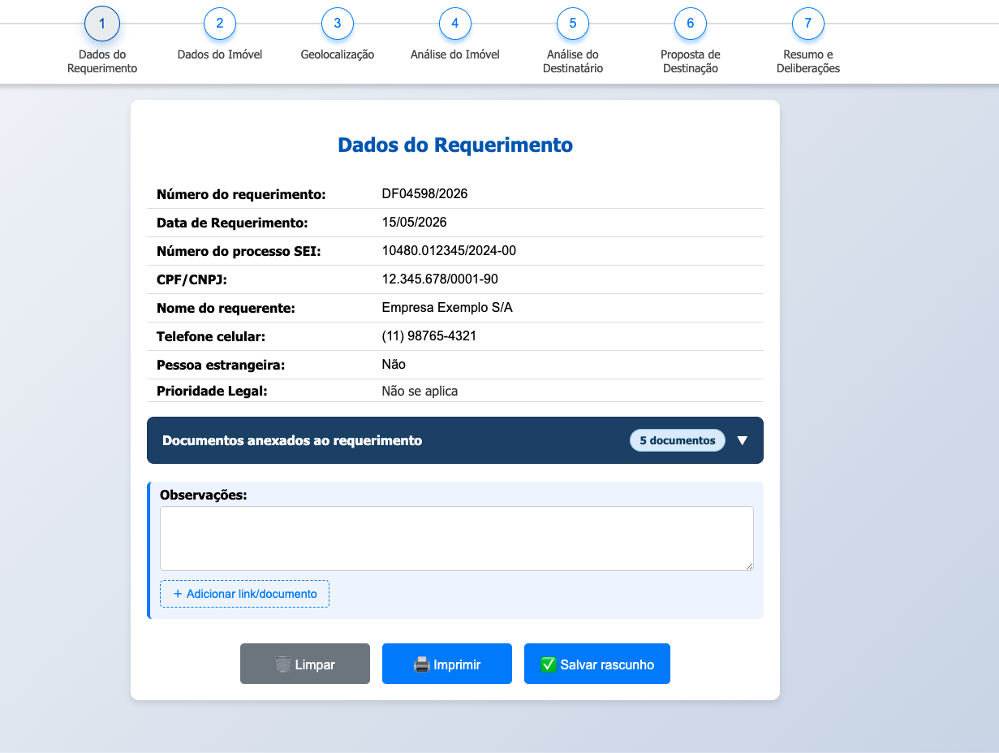 1
2
3
4
5
6
7
Dados do
Requerimento
Dados do Imóvel
Geolocalização
Análise do Imóvel
Análise do
Destinatário
Proposta de
Destinação
Resumo e
Deliberações
Dados do Requerimento
Número do requerimento: DF04598/2026
Data de Requerimento: 15/05/2026
Número do processo SEI: 10480.012345/2024-00
CPF/CNPJ: 12.345.678/0001-90
Nome do requerente: Empresa Exemplo S/A
Telefone celular: (11) 98765-4321
Pessoa estrangeira: Não
Prioridade Legal: Não se aplica
Documentos anexados ao requerimento 5 documentos ▼
Observações:
+ Adicionar link/documento
Limpar
Imprimir
Salvar rascunho